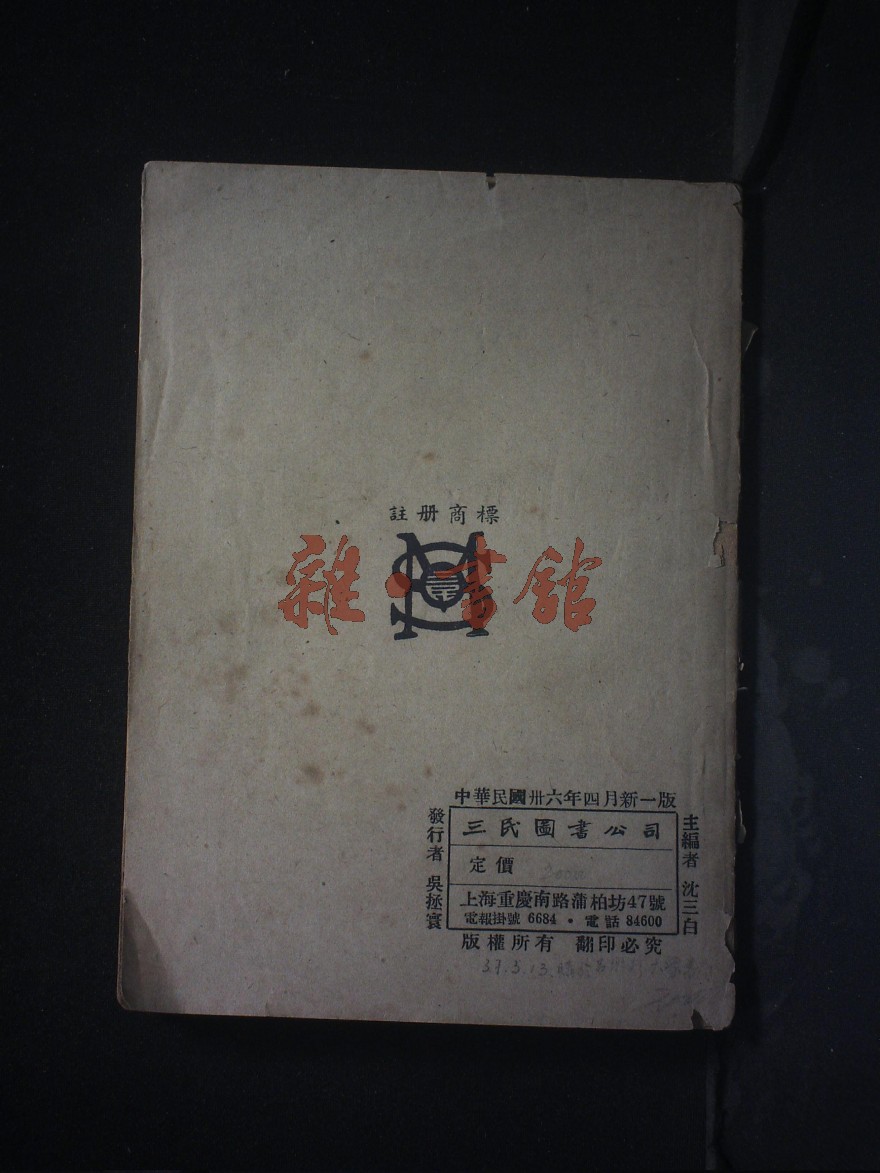 註册商標
雜·書館
中華民國卅六年四月新一版
主編者 沈三白
三民圖書公司
定價
上海重慶南路蒲柏坊47號
電報掛號 6684·電話 84600
發行者 吳拯寰
版權所有 翻印必究
37.5.13